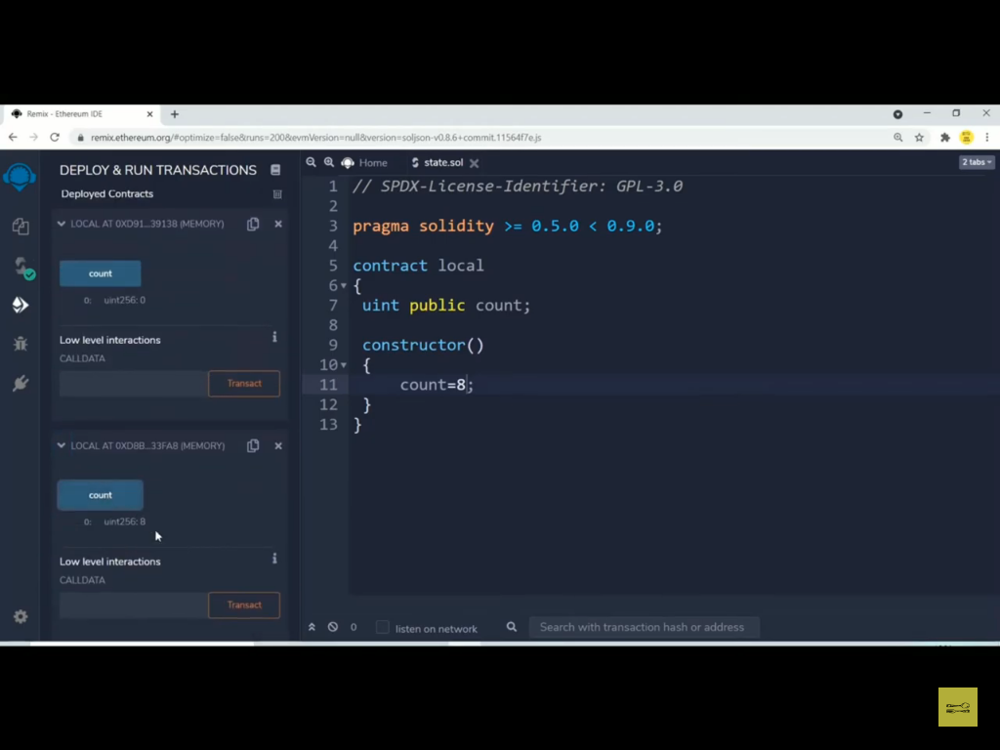 Remix - Ethereum IDE
remix.ethereum.org/#optimize=false&runs=200&evmVersion=null&version=soljson-v0.8.6+commit.11564f7e.js
DEPLOY & RUN TRANSACTIONS
Deployed Contracts
LOCAL AT 0XD91...39138 (MEMORY)
count
0: uint256: 0
Low level interactions
CALLDATA
Transact
LOCAL AT 0XD8B...33FA8 (MEMORY)
count
0: uint256: 8
Low level interactions
CALLDATA
Transact
Home state.sol 2 tabs
1 // SPDX-License-Identifier: GPL-3.0
2
3 pragma solidity >= 0.5.0 < 0.9.0;
4
5 contract local
6 {
7 uint public count;
8
9 constructor()
10 {
11 count=8;
12 }
13 }
0 listen on network Search with transaction hash or address